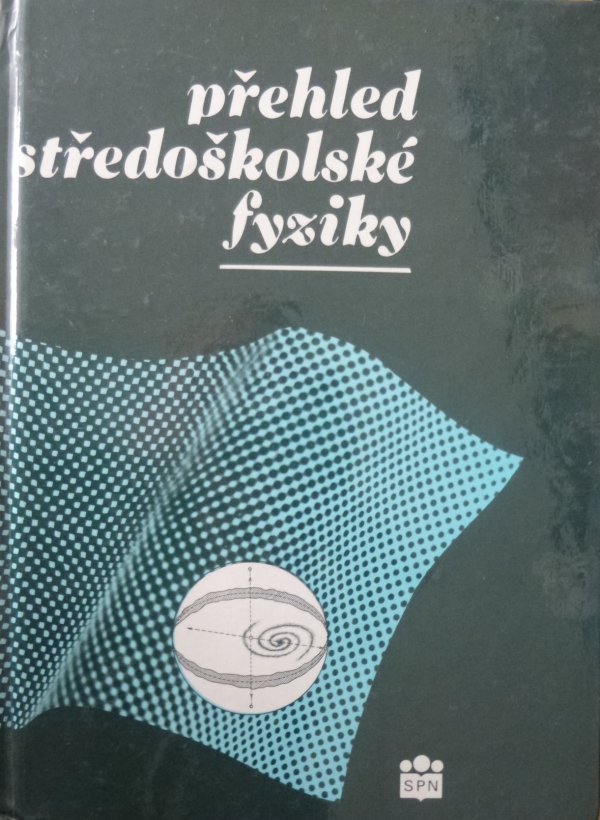 přehled
středoškolské
fyziky
SPN